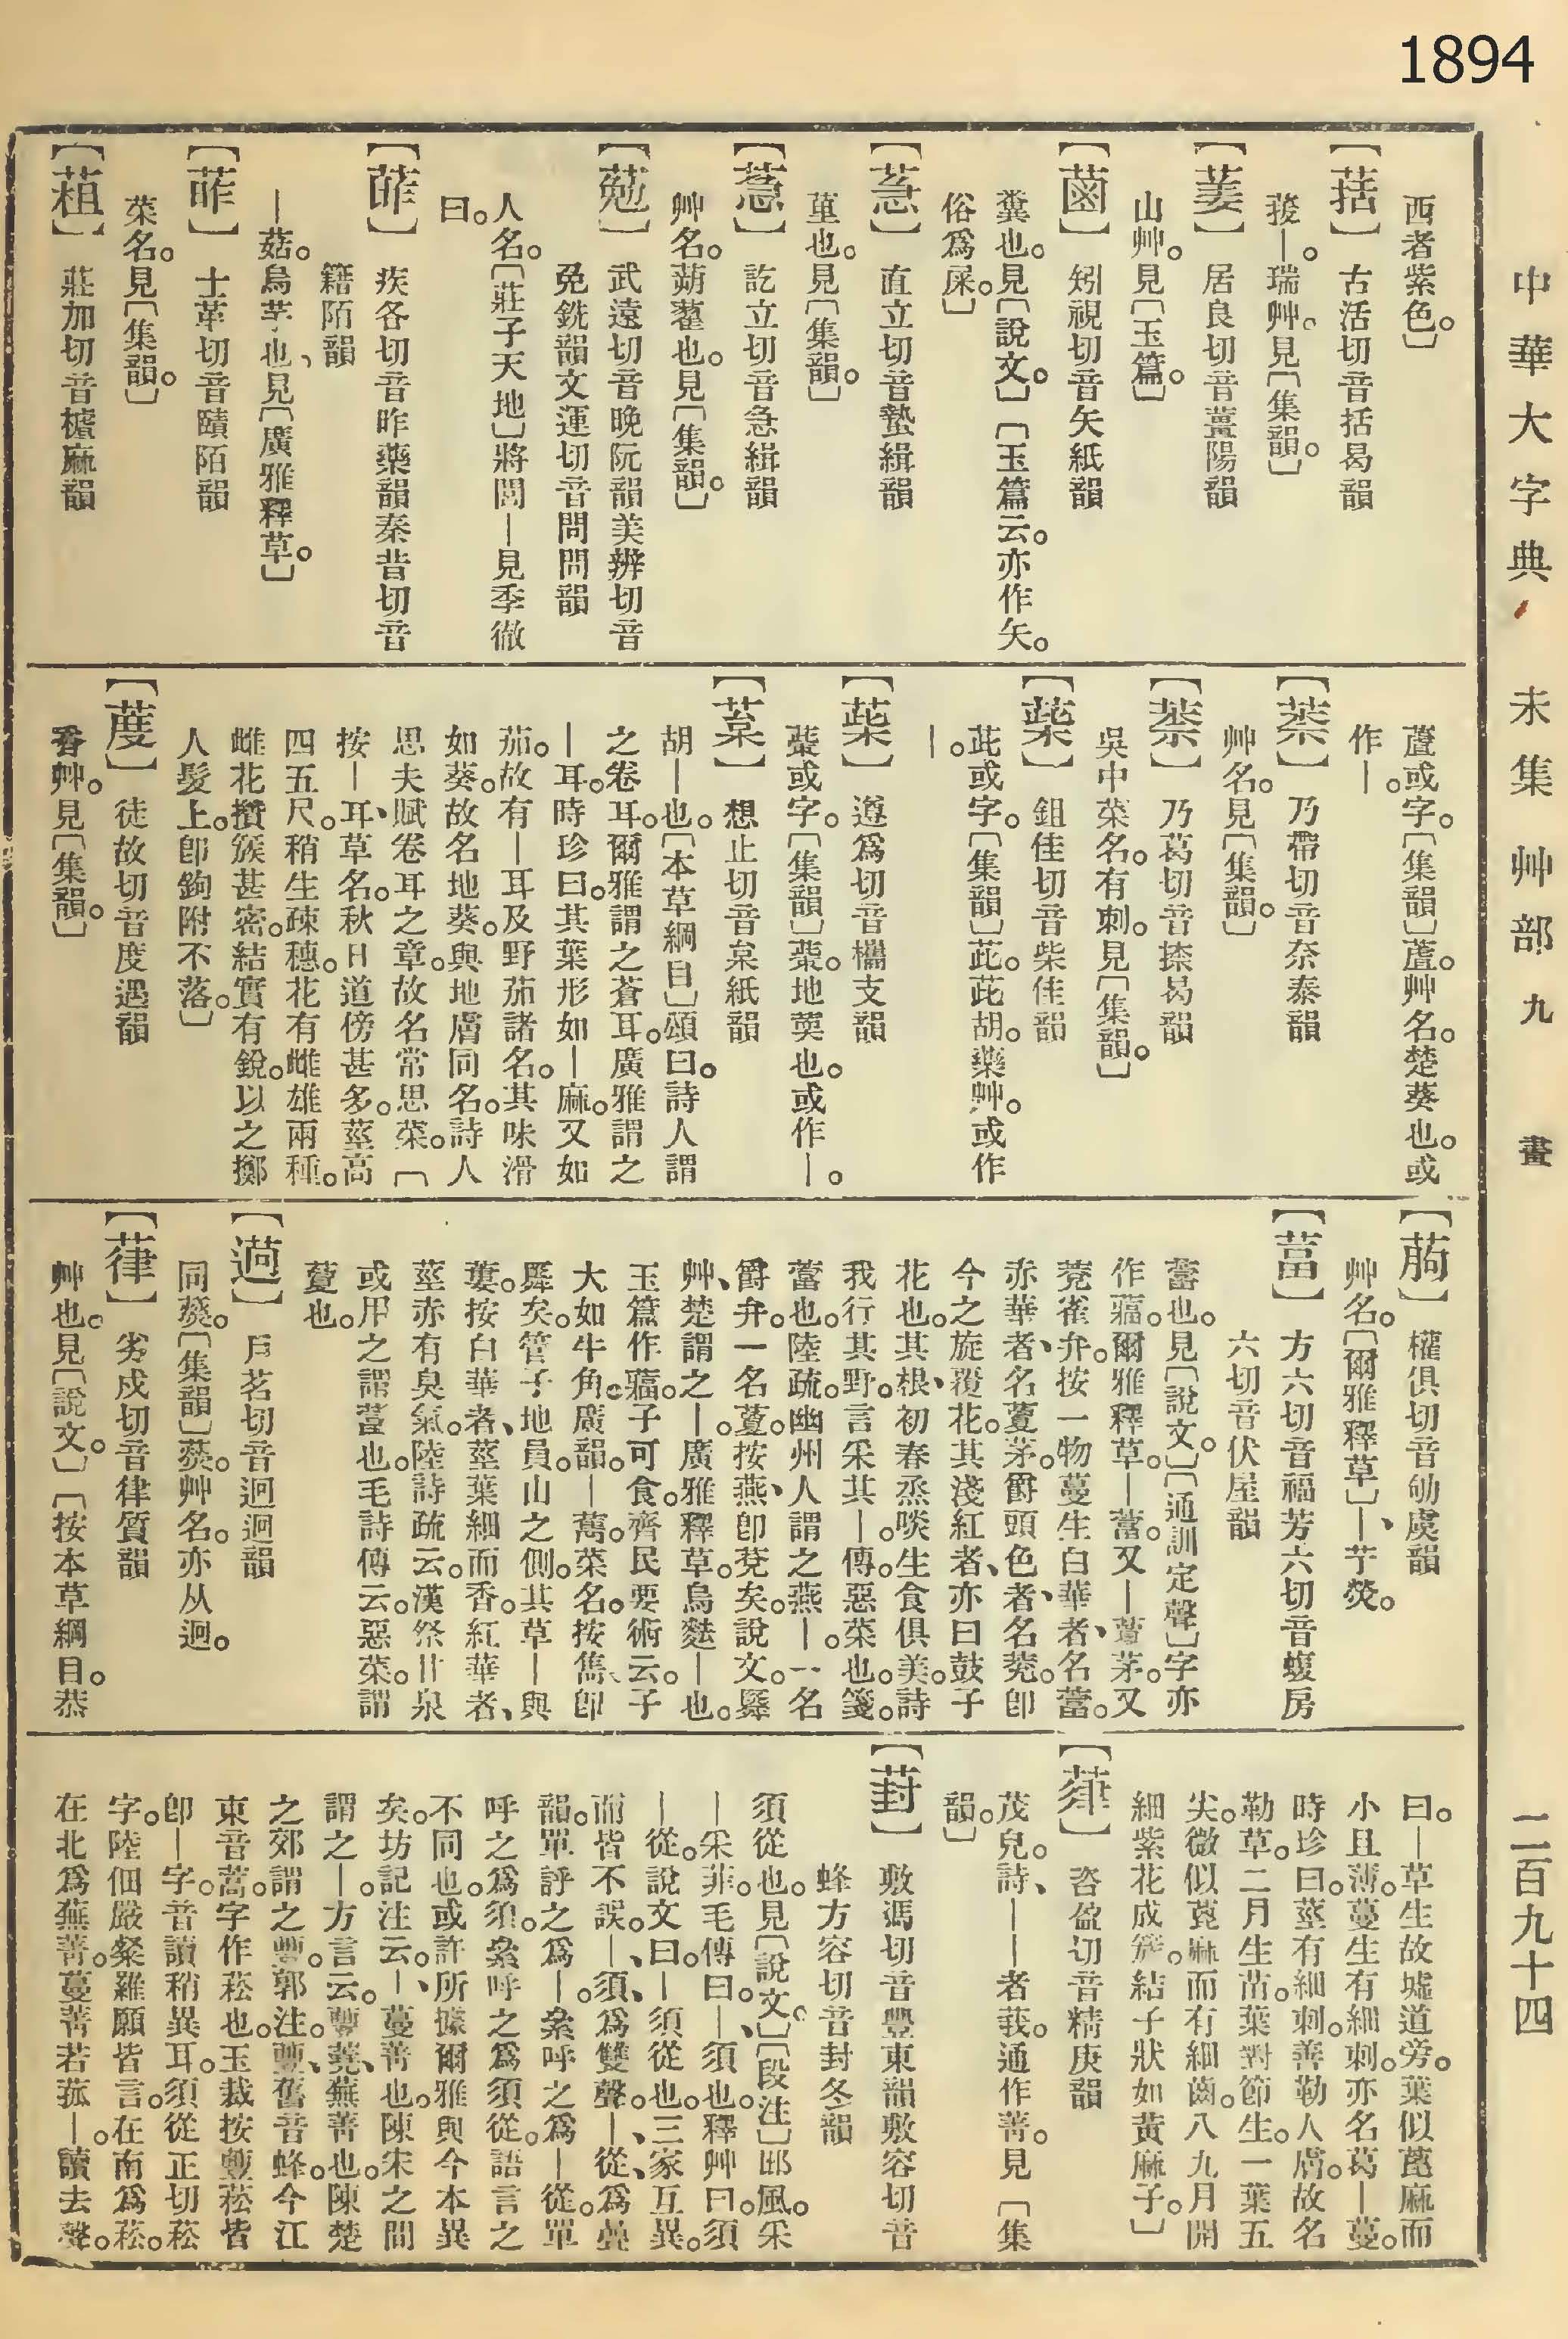 1894
中華大字典 未集 艸部 九畫 二百九十四
西者紫色。〕
【葀】古活切音括曷韻
菝—。瑞艸。見〔集韻。〕
【葁】居良切音薑陽韻
山艸。見〔玉篇。〕
【𦳊】矧視切音矢紙韻
糞也。見〔說文。〕〔玉篇云。亦作矢。
俗爲屎。〕
【䓪】直立切音蟄緝韻
菫也。見〔集韻。〕
【䓪】訖立切音急緝韻
艸名。蒴藋也。見〔集韻。〕
【葂】武遠切音晚阮韻美辨切音
免銑韻文運切音問問韻
人名。〔莊子天地〕將閭—見季徹
曰。
【葃】疾各切音昨藥韻秦昔切音
籍陌韻
—菇。烏芋也、見〔廣雅釋草。〕
【葄】士革切音賾陌韻
菜名。見〔集韻。〕
【葅】莊加切音樝麻韻
蘆或字。〔集韻〕蘆。艸名。楚葵也。或
作—。
【萘】乃帶切音奈泰韻
艸名。見〔集韻。〕
【萘】乃葛切音捺曷韻
吳中菜名。有刺。見〔集韻。〕
【䓱】鉏佳切音柴佳韻
茈或字。〔集韻〕茈。茈胡。藥艸。或作
—。
【䓱】遵爲切音檇支韻
蘃或字。〔集韻〕蘃。地䓶也。或作—。
【葈】想止切音枲紙韻
胡—也。〔本草綱目〕頌曰。詩人謂
之卷耳。爾雅謂之蒼耳。廣雅謂之
—耳。時珍曰。其葉形如—麻。又如
茄。故有—耳及野茄諸名。其味滑
如葵。故名地葵。與地膚同名。詩人
思夫賦卷耳之章。故名常思菜。〔
按—耳、草名。秋日道傍甚多。莖高
四五尺。稍生疎穗。花有雌雄兩種。
雌花攢簇甚密。結實有銳。以之擲
人髮上。卽鉤附不落。〕
【䓯】徒故切音度遇韻
香艸。見〔集韻。〕
【葋】權俱切音劬虞韻
艸名。〔爾雅釋草〕—、艼熒。
【葍】方六切音福芳六切音蝮房
六切音伏屋韻
䔰也。見〔說文。〕〔通訓定聲〕字亦
作𦽏。爾雅釋草。—䔰。又—藑茅。又
菟雀弁。按一物蔓生白華者、名䔰。
赤華者、名藑茅。爵頭色者、名菟。卽
今之旋覆花。其淺紅者、亦曰鼓子
花也。其根、初春烝啖生食俱美。詩
我行其野。言采其—。傳。惡菜也。箋。
䔰也。陸疏。幽州人謂之燕—。一名
爵弁。一名藑。按燕、卽菟矣。說文。䔬
艸、楚謂之—。廣雅釋草。烏麩—也。
玉篇作𦽏。子可食。齊民要術云。子
大如牛角。廣韻。—蔿。菜名。按雋卽
䔬矣。管子地員。山之側。其草—與
蔞。按白華者、莖葉細而香。紅華者、
莖赤有臭氣。陸詩疏云。漢祭甘泉
或用之謂葍也。毛詩傳云。惡菜。謂
藑也。
【𦳋】戶茗切音迥迥韻
同䔛。〔集韻〕䔛。艸名。亦从迥。
【葎】劣戍切音律質韻
艸也。見〔說文。〕〔按本草綱目。恭
曰。—草生故墟道旁。葉似蓖麻而
小且薄。蔓生有細刺。亦名葛—蔓。
時珍曰。莖有細刺。善勒人膚。故名
勒草。二月生苗。葉對節生。一葉五
尖。微似蓖麻而有細齒。八九月開
細紫花成簇。結子狀如黃麻子。〕
【葏】咨盈切音精庚韻
茂皃。詩、——者莪。通作菁。見〔集
韻。〕
【葑】敷馮切音豐東韻敷容切音
蜂方容切音封冬韻
須從也。見〔說文。〕〔段注〕邶風。采
—采菲。毛傳曰。—、須也。釋艸曰。須
—從。說文曰。—須從也。三家互異。
而皆不誤。—、須、爲雙聲。—、從、爲疊
韻。單評之爲—。絫呼之爲—從。單
呼之爲須。絫呼之爲須從。語言之
不同也。或許所據爾雅與今本異
矣。坊記注云。—、蔓菁也。陳宋之間
謂之—。方言云。蘴蕘、蕪菁也。陳楚
之郊謂之蘴。郭注。蘴、舊音蜂。今江
東音嵩。字作菘也。玉裁按蘴菘皆
卽—字。音讀稍異耳。須從正切菘
字。陸佃嚴粲羅願皆言。在南爲菘。
在北爲蕪菁。蔓菁若菰—。讀去聲。